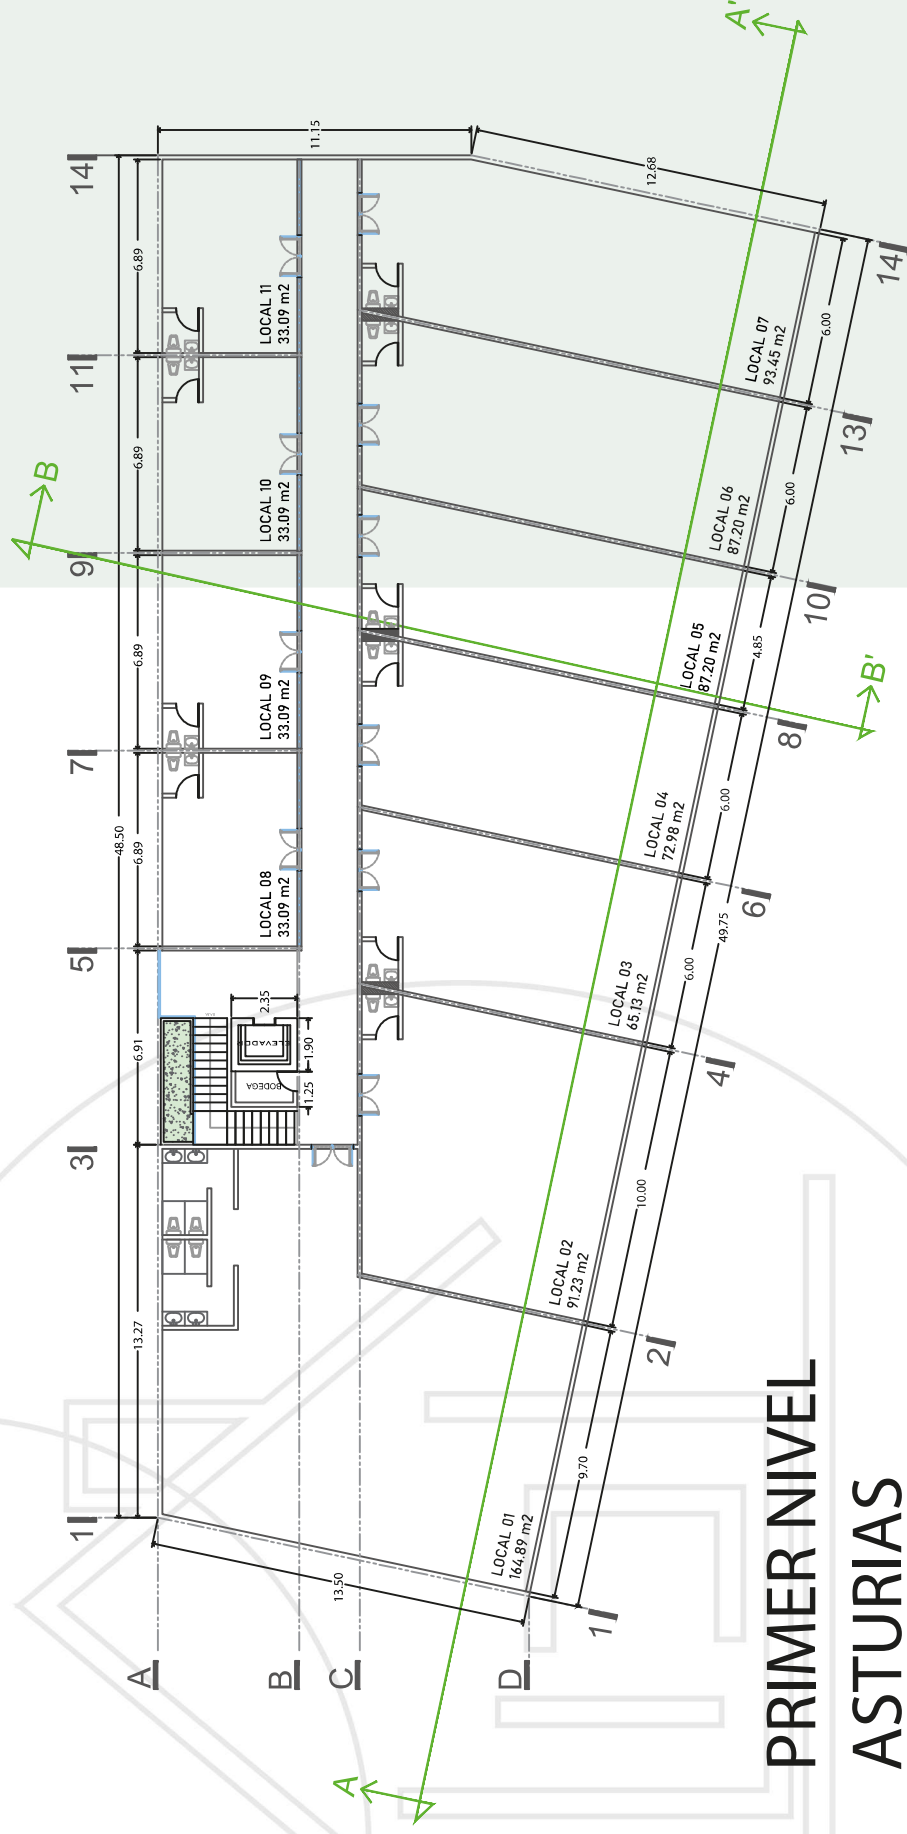 PRIMER NIVEL
ASTURIAS
1
3
5
7
9
11
14
48.50
13.27
6.91
6.89
6.89
6.89
6.89
11.15
12.68
13.50
A
B
C
D
A
A'
B
B'
LOCAL 08
33.09 m2
LOCAL 09
33.09 m2
LOCAL 10
33.09 m2
LOCAL 11
33.09 m2
ELEVADOR
BODEGA
2.35
1.90
1.25
LOCAL 01
164.89 m2
LOCAL 02
91.23 m2
LOCAL 03
65.13 m2
LOCAL 04
72.98 m2
LOCAL 05
87.20 m2
LOCAL 06
87.20 m2
LOCAL 07
93.45 m2
9.70
10.00
6.00
6.00
4.85
6.00
6.00
49.75
1
2
4
6
8
10
13
14